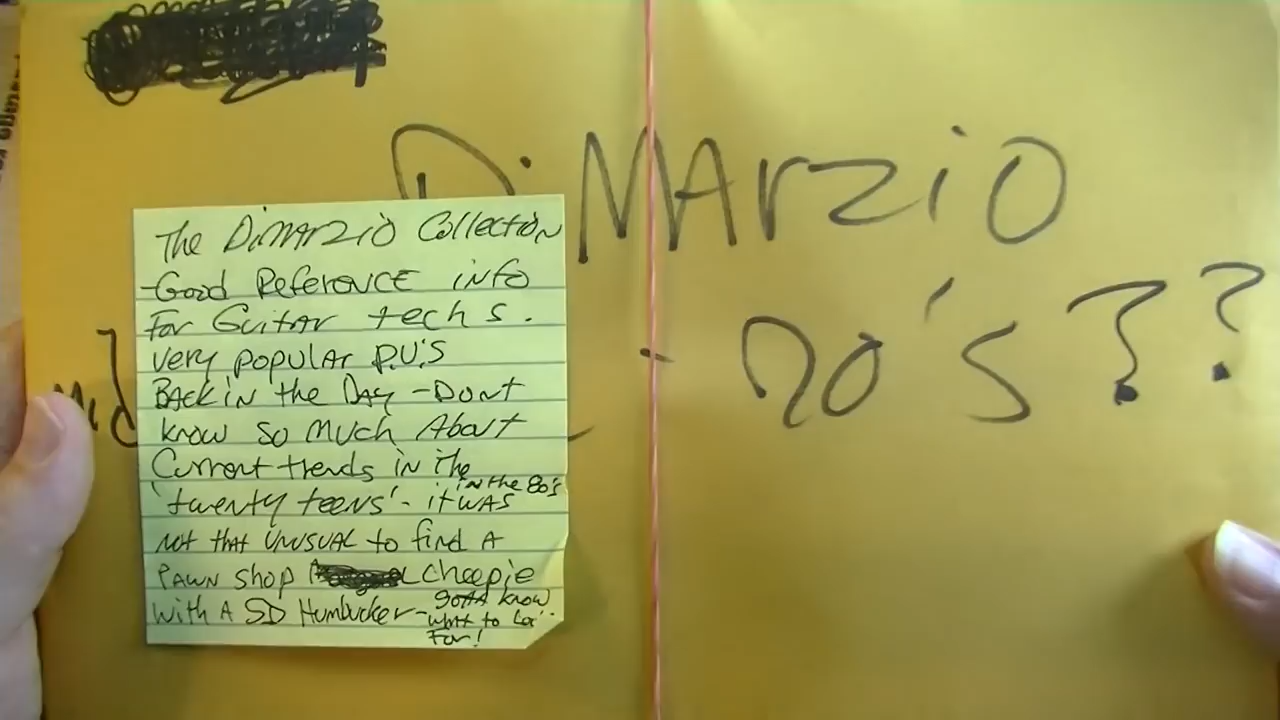 DiMArziO
- 70's ??
The DiMArziO Collection
-Good Reference info
For Guitar techs.
Very popular P.U.'S
BACK in the Day - Dont
know so much About
Current trends in the
in the 80's
'twenty teens' - it was
not that unusual to find A
PAWN shop cheepie
with A SD Humbucker -
gotta know
what to
For!